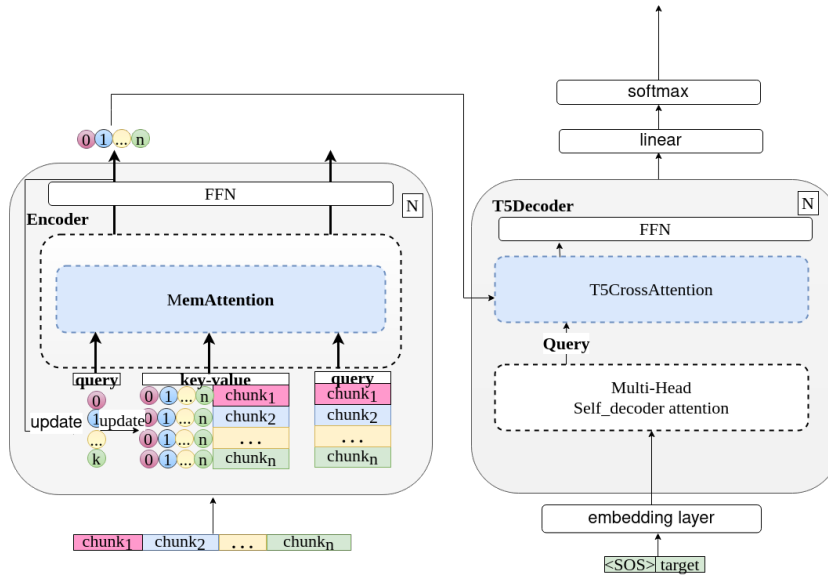 softmax
linear
0 1 ... n
FFN
N
Encoder
MemAttention
query
key-value
query
0
1
...
k
update
update
0 1 ... n chunk1
0 1 ... n chunk2
0 1 ... n ...
0 1 ... n chunkn
chunk1
chunk2
...
chunkn
chunk1 chunk2 ... chunkn
N
T5Decoder
FFN
T5CrossAttention
Query
Multi-Head
Self_decoder attention
embedding layer
<SOS> target